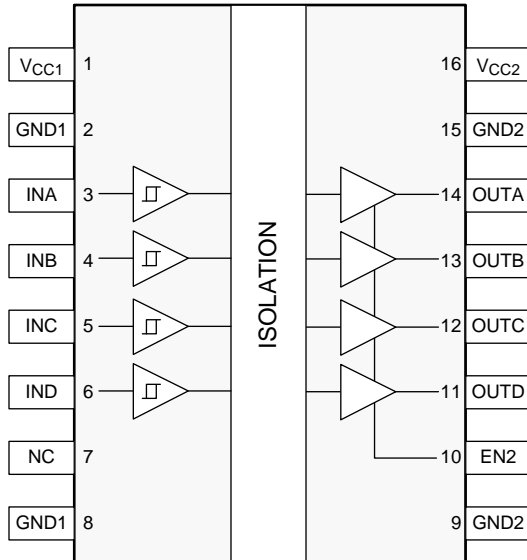 VCC1 1 16 VCC2
GND1 2 15 GND2
INA 3 14 OUTA
INB 4 13 OUTB
ISOLATION
INC 5 12 OUTC
IND 6 11 OUTD
NC 7 10 EN2
GND1 8 9 GND2